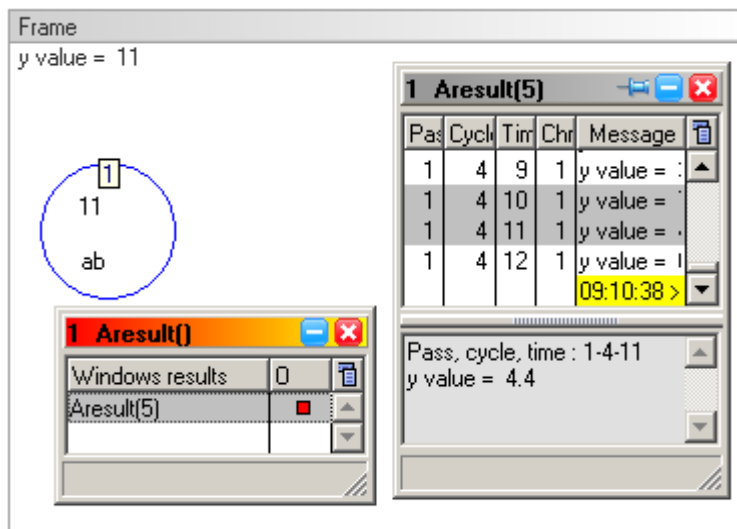 Frame
y value = 11
1
11
ab
1 Aresult(5)
Pas Cycl Tim Chr Message
1 4 9 1 y value =
1 4 10 1 y value =
1 4 11 1 y value =
1 4 12 1 y value =
09:10:38 >
Pass, cycle, time : 1-4-11
y value = 4.4
1 Aresult()
Windows results O
Aresult(5)